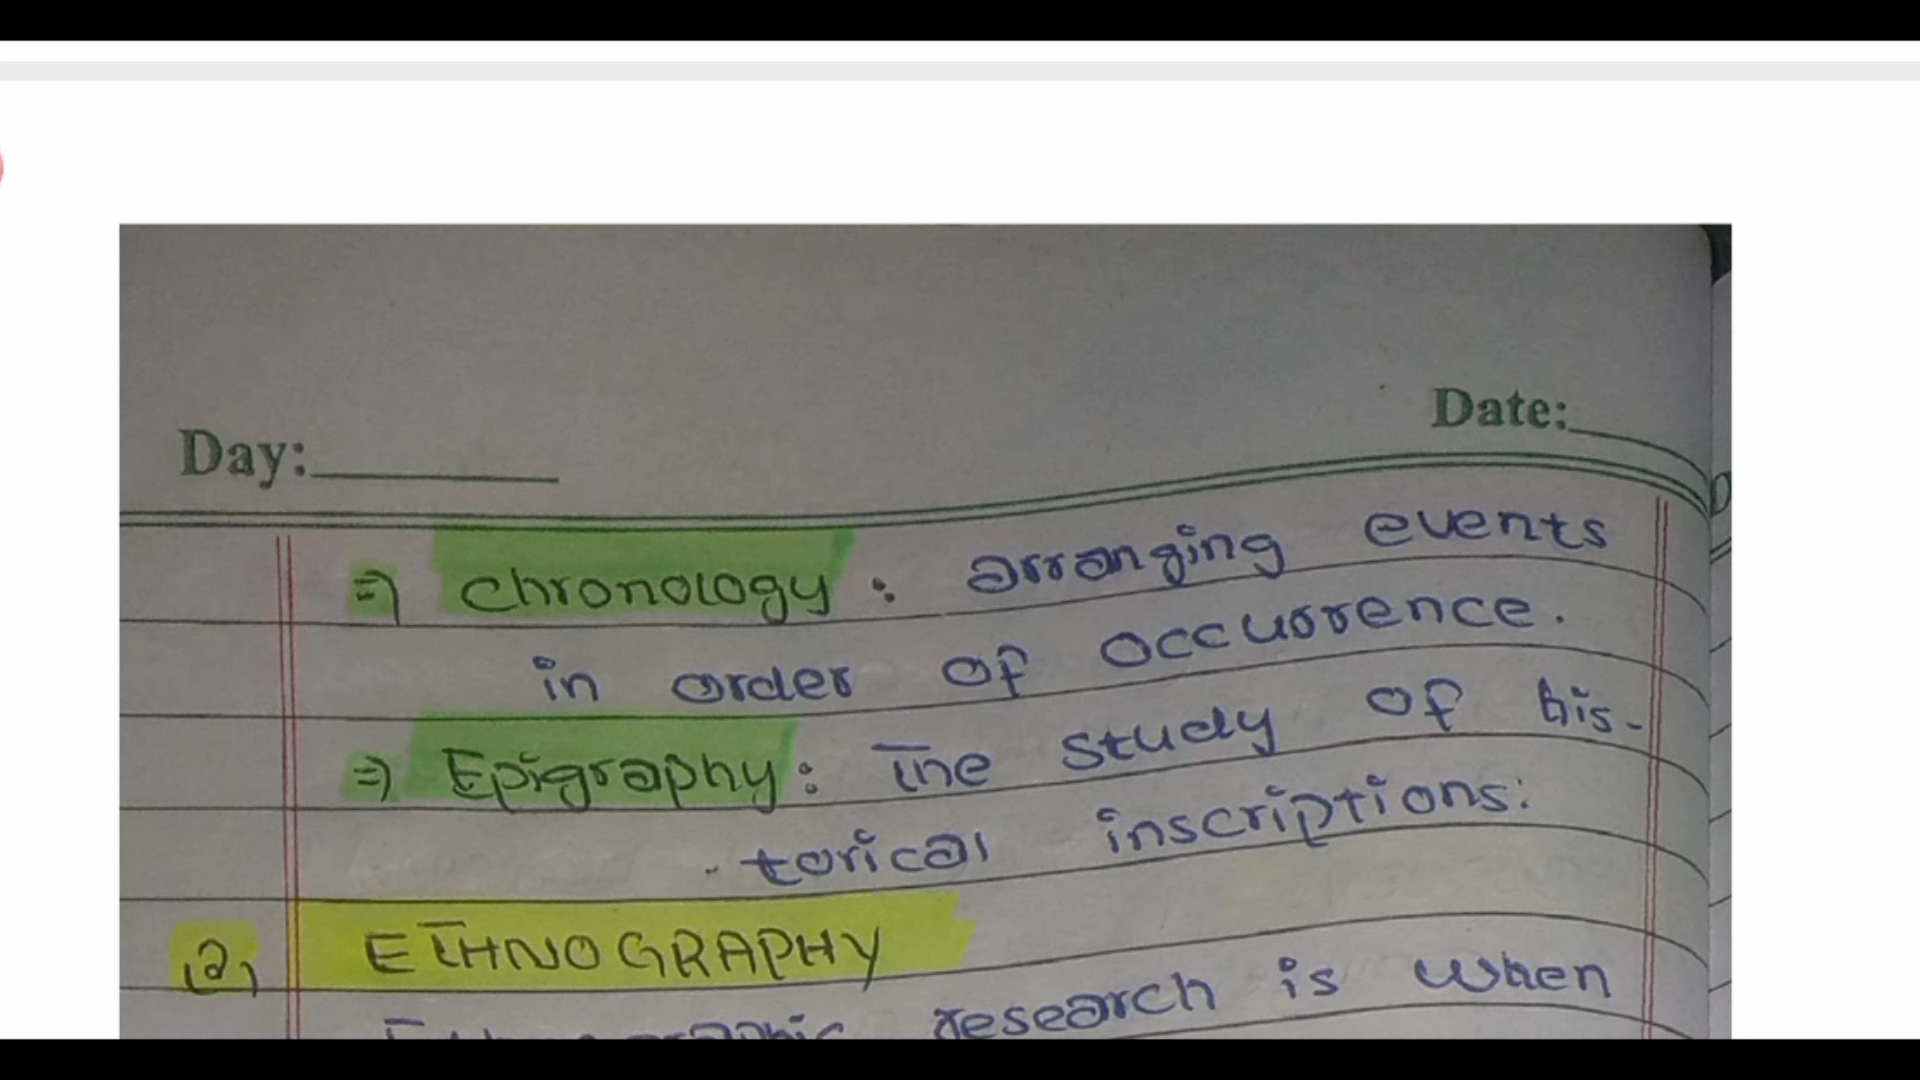 Day:
Date:
⇒ Chronology : arranging events
in order of occurrence.
⇒ Epigraphy : The study of his-
torical inscriptions.
(2) ETHNOGRAPHY
research is when